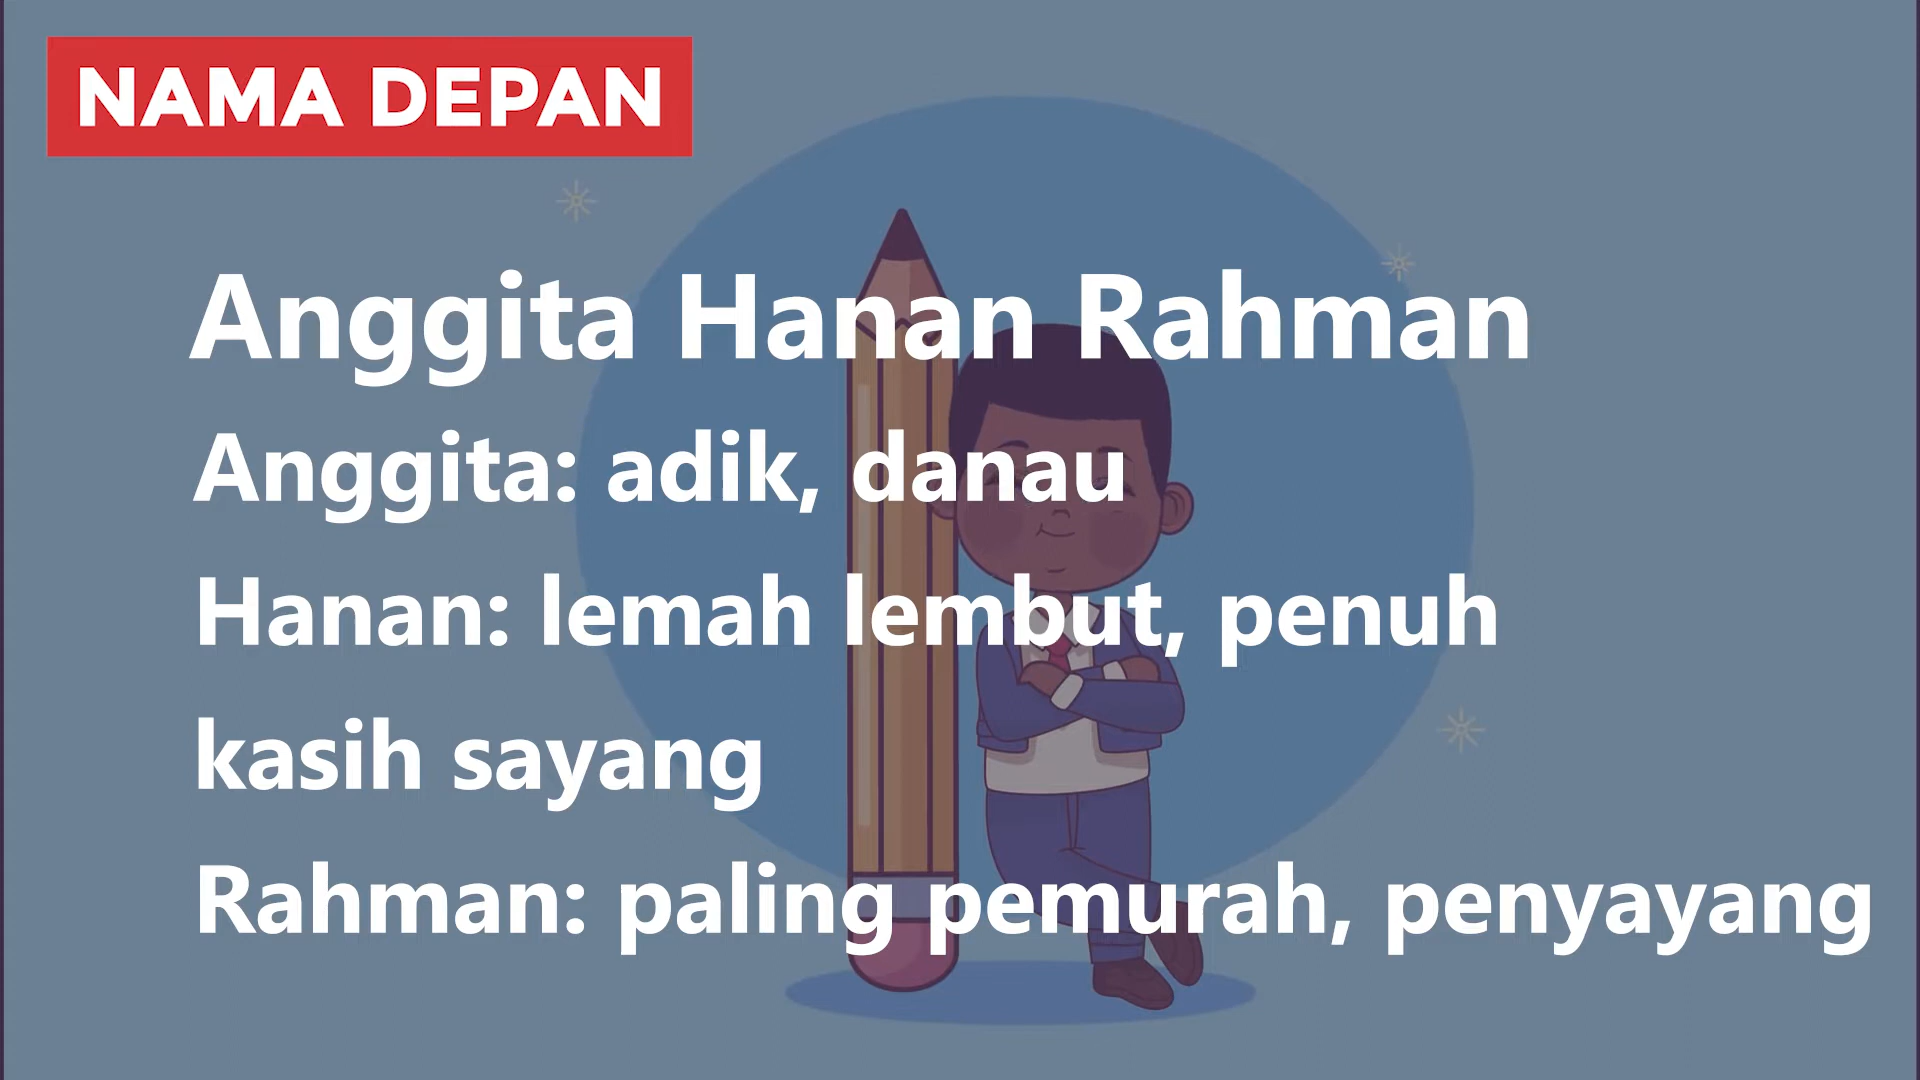 NAMA DEPAN
Anggita Hanan Rahman
Anggita: adik, danau
Hanan: lemah lembut, penuh
kasih sayang
Rahman: paling pemurah, penyayang